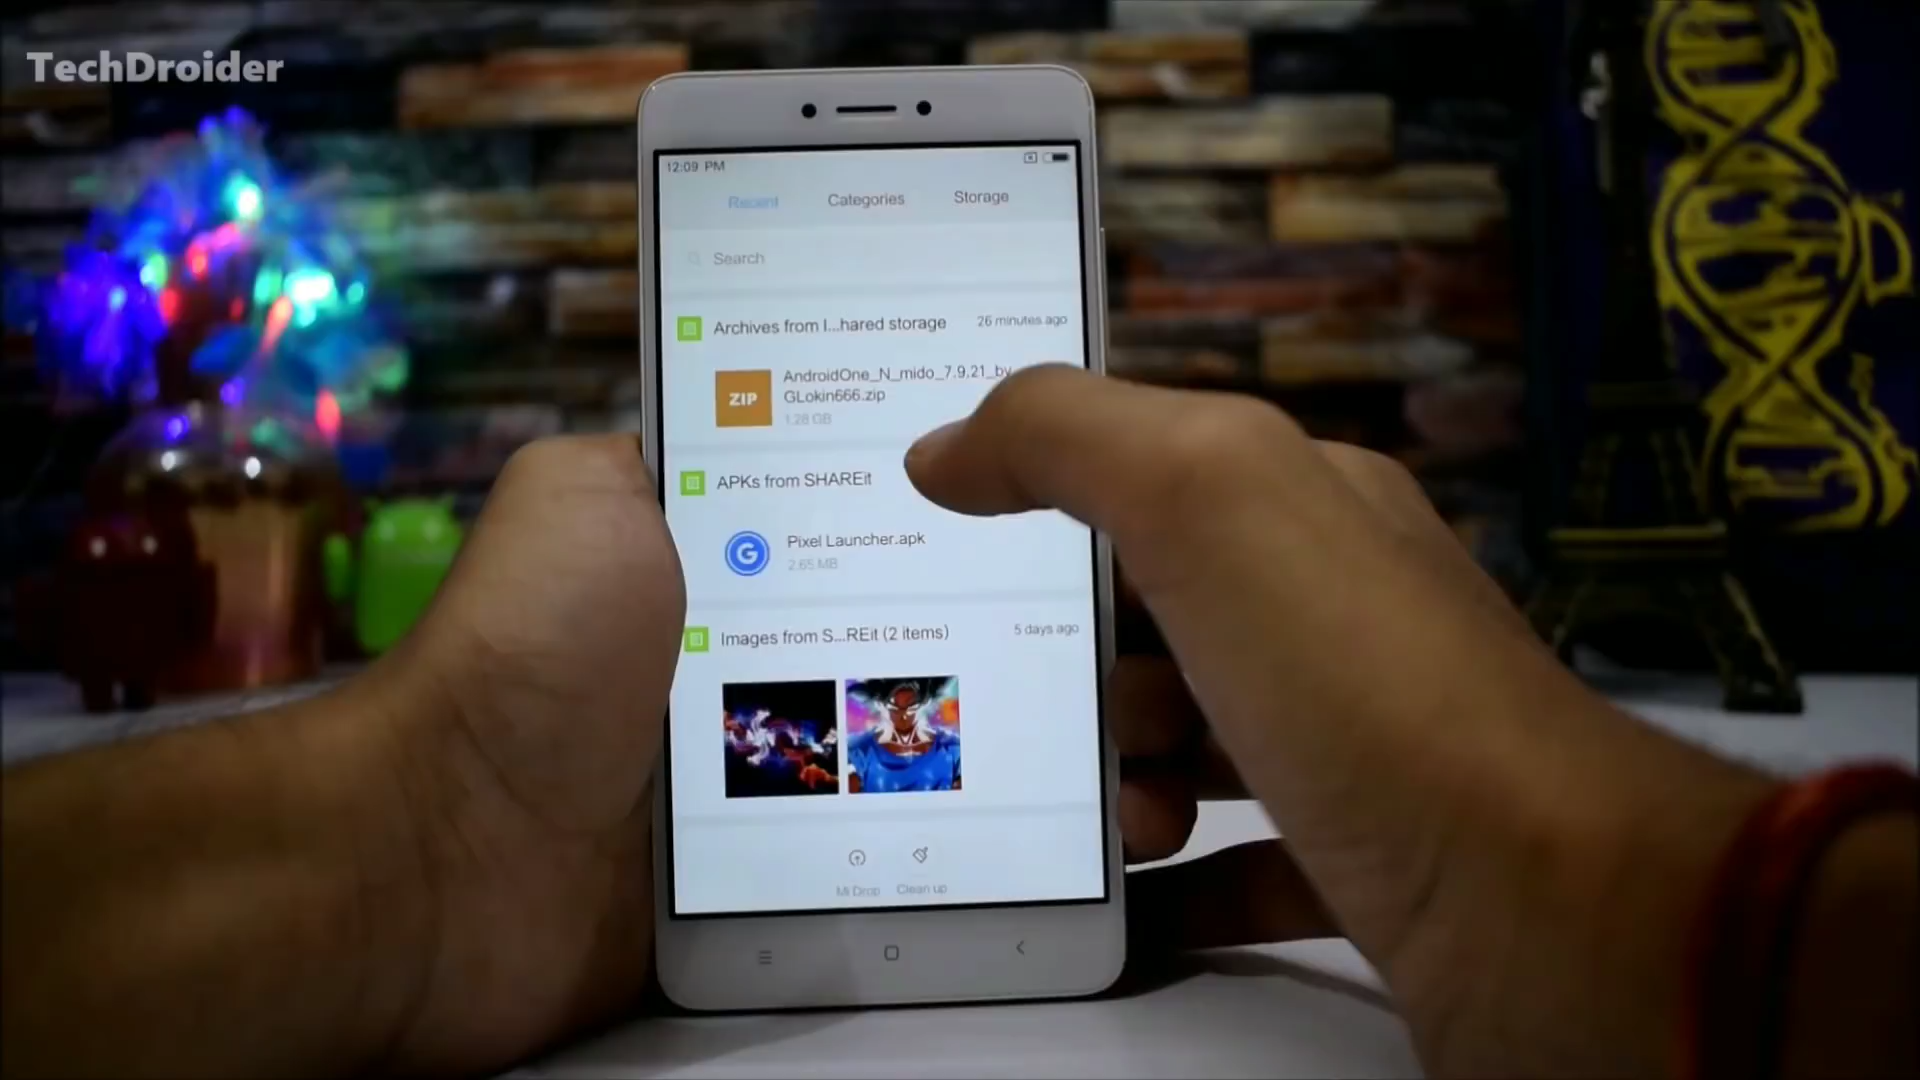 TechDroider
12:09 PM
Recent
Categories
Storage
Search
Archives from I...hared storage
26 minutes ago
ZIP
AndroidOne_N_mido_7.9.21_by
GLokin666.zip
1.28 GB
APKs from SHAREit
G
Pixel Launcher.apk
2.65 MB
Images from S...REit (2 items)
5 days ago
Mi Drop
Clean up